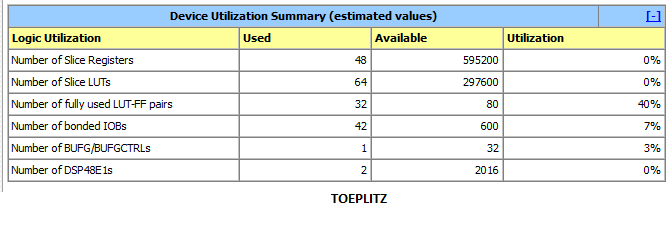 Device Utilization Summary (estimated values) [-]
Logic Utilization Used Available Utilization
Number of Slice Registers 48 595200 0%
Number of Slice LUTs 64 297600 0%
Number of fully used LUT-FF pairs 32 80 40%
Number of bonded IOBs 42 600 7%
Number of BUFG/BUFGCTRLs 1 32 3%
Number of DSP48E1s 2 2016 0%
TOEPLITZ